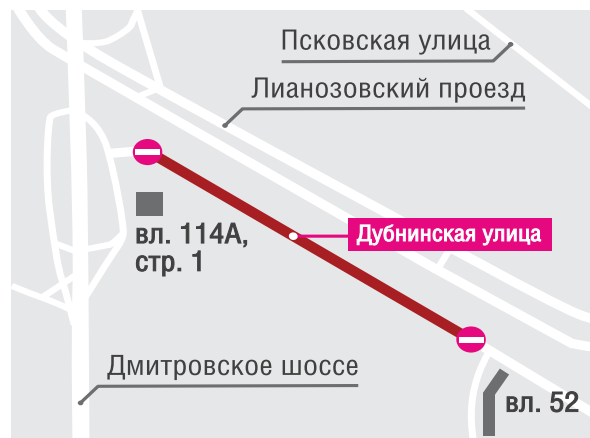 Псковская улица
Лианозовский проезд
Дубнинская улица
вл. 114А,
стр. 1
Дмитровское шоссе
вл. 52